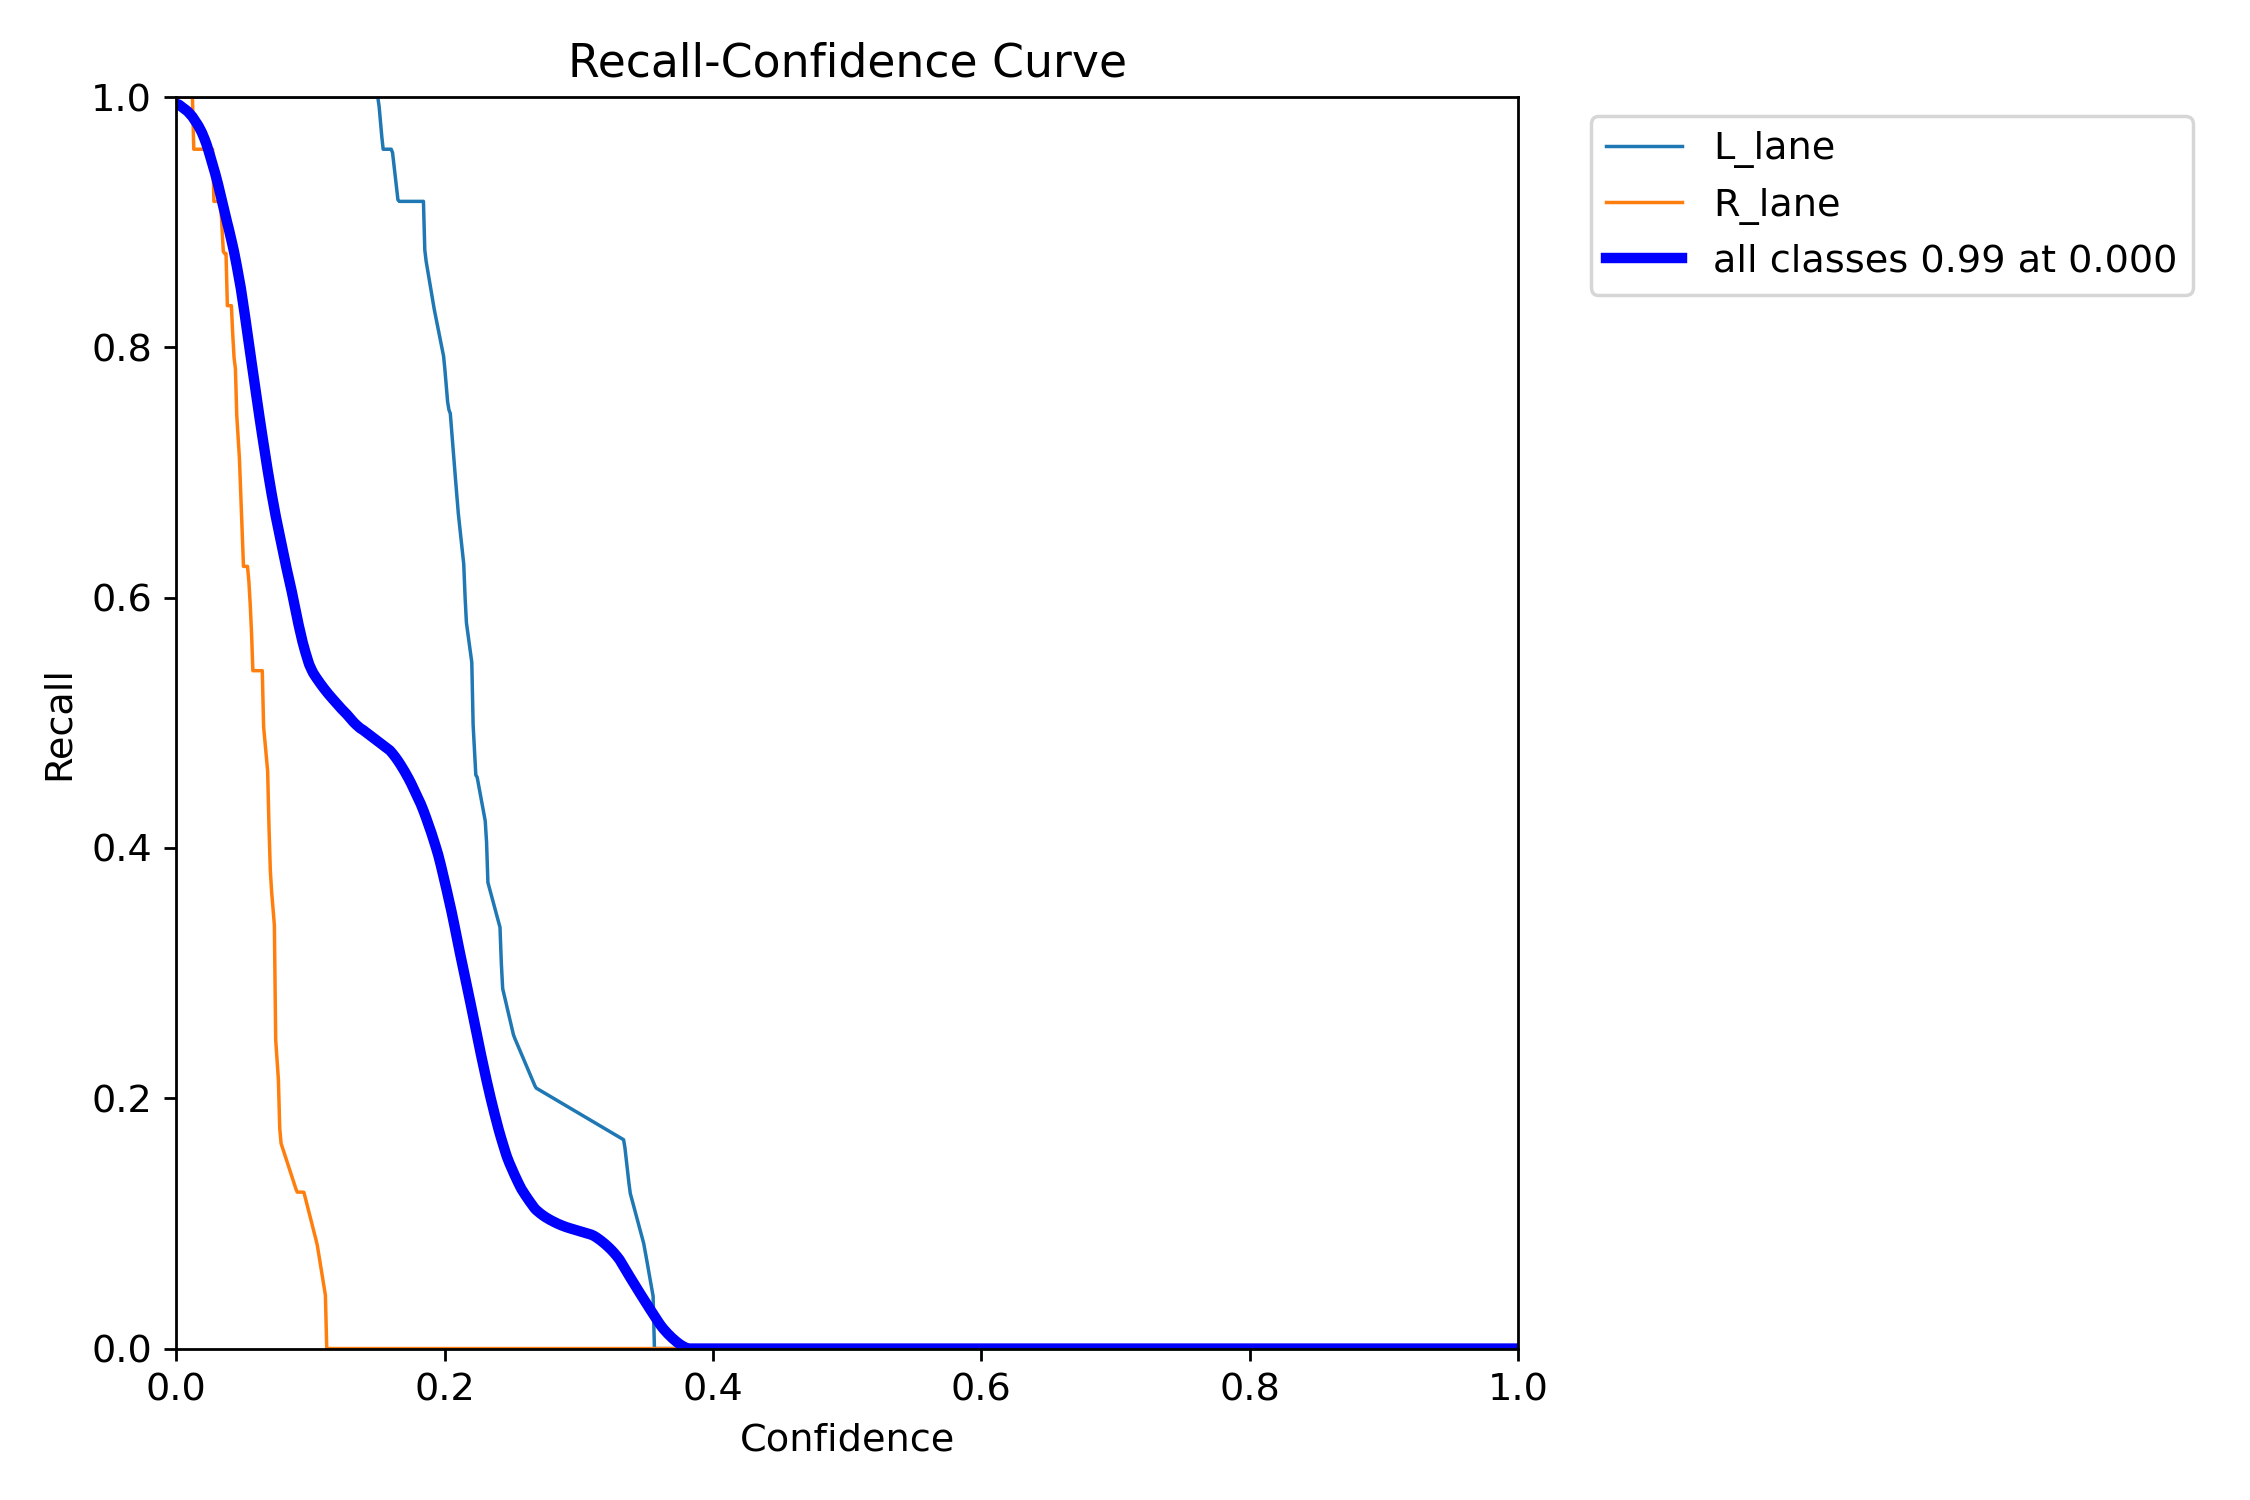 Recall-Confidence Curve
1.0
0.8
0.6
0.4
0.2
0.0
Recall
0.0 0.2 0.4 0.6 0.8 1.0
Confidence
L_lane
R_lane
all classes 0.99 at 0.000